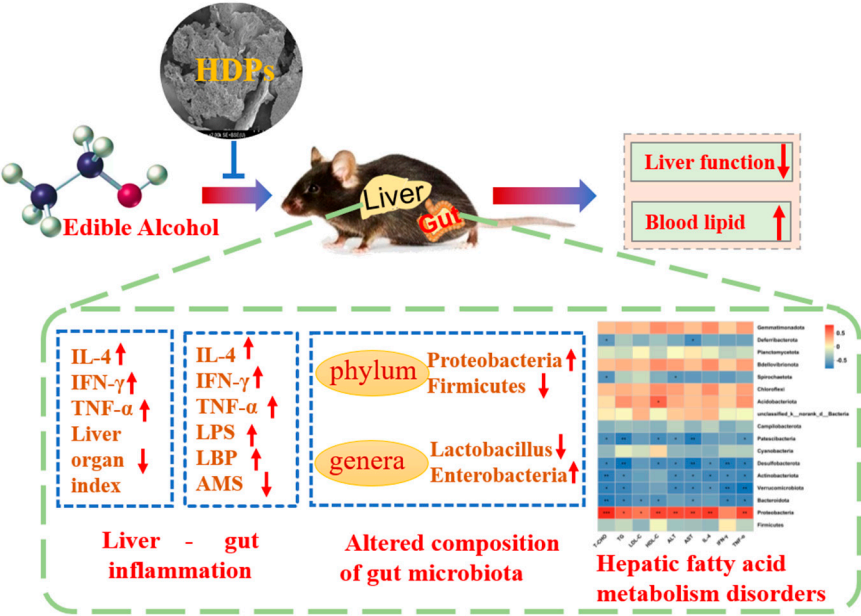 HDPs
Edible Alcohol
Liver
Gut
Liver function
Blood lipid
IL-4
IFN-γ
TNF-α
Liver
organ
index
IL-4
IFN-γ
TNF-α
LPS
LBP
AMS
Liver - gut
inflammation
phylum
Proteobacteria
Firmicutes
genera
Lactobacillus
Enterobacteria
Altered composition
of gut microbiota
Gemmatimonadota
Deferribacterota
Planctomycetota
Bdellovibrionota
Spirochaetota
Chloroflexi
Acidobacteriota
unclassified_k__norank_d__Bacteria
Campilobacterota
Patescibacteria
Cyanobacteria
Desulfobacterota
Actinobacteriota
Verrucomicrobiota
Bacteroidota
Proteobacteria
Firmicutes
0.8
0
-0.5
T-CHO
TG
LDL-C
HDL-C
ALT
AST
IL-4
IFN-γ
TNF-α
Hepatic fatty acid
metabolism disorders